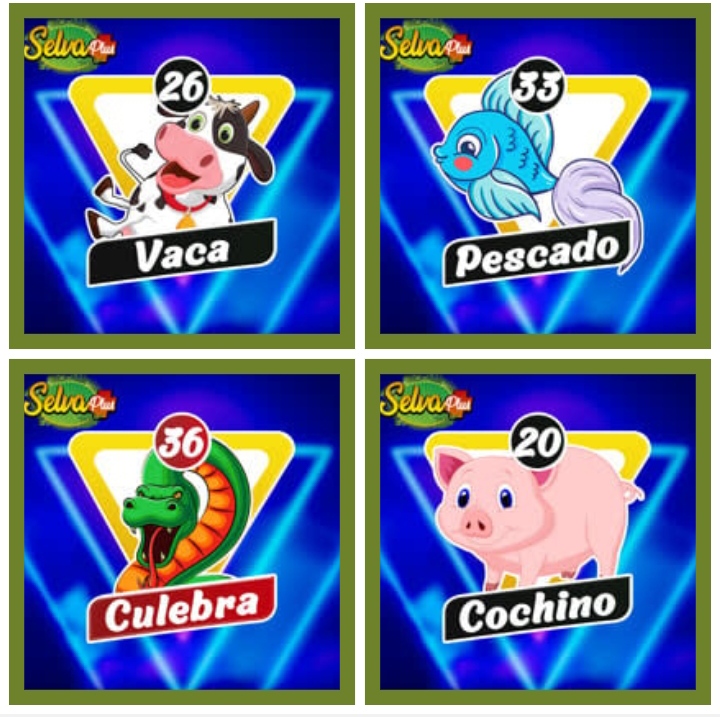 Selva Plus
26
Vaca
Selva Plus
33
Pescado
Selva Plus
36
Culebra
Selva Plus
20
Cochino